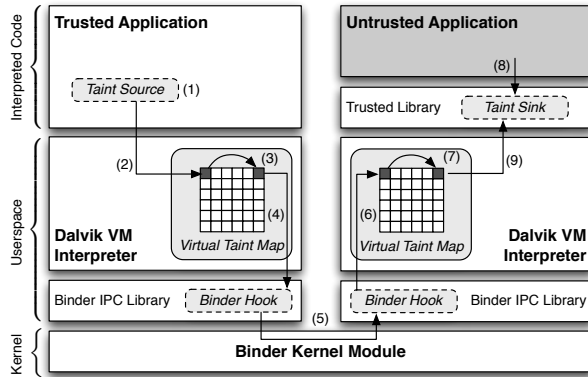 Interpreted Code
Userspace
Kernel
Trusted Application
Taint Source
(1)
(2)
(3)
(4)
Virtual Taint Map
Dalvik VM
Interpreter
Binder IPC Library
Binder Hook
(5)
Binder Kernel Module
Untrusted Application
(8)
Trusted Library
Taint Sink
(9)
(7)
(6)
Virtual Taint Map
Dalvik VM
Interpreter
Binder Hook
Binder IPC Library